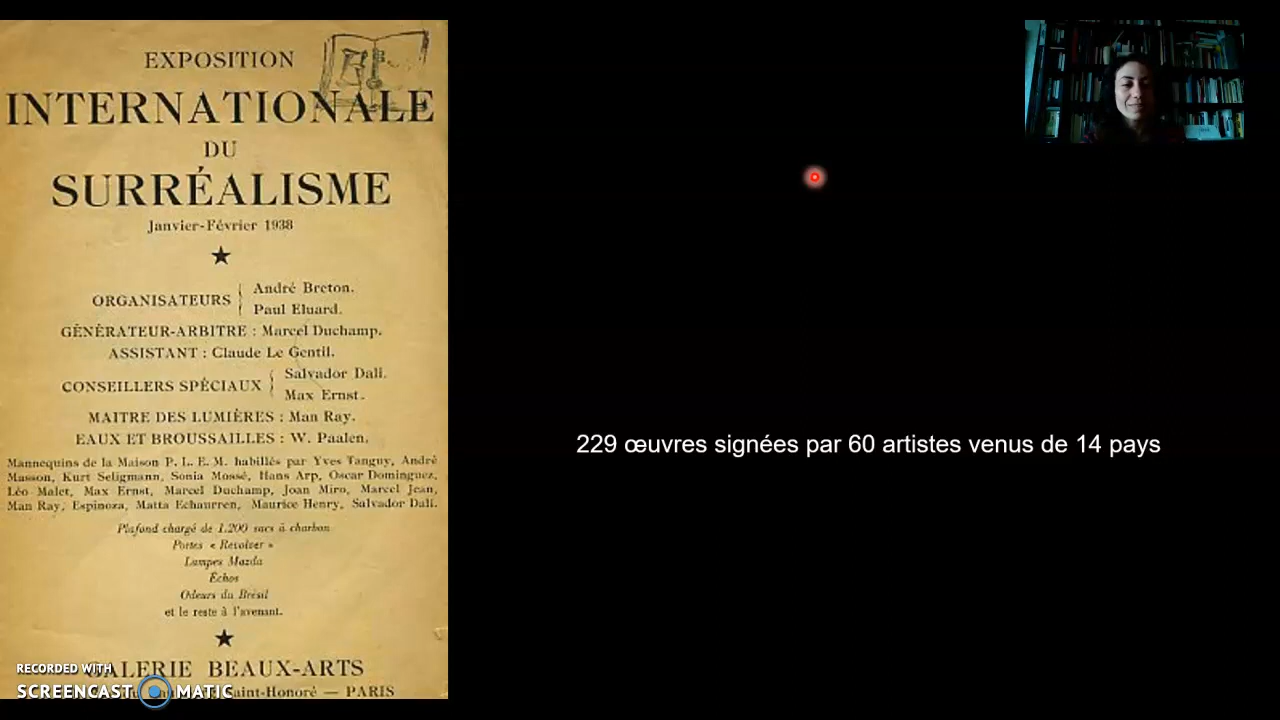 EXPOSITION
INTERNATIONALE
DU
SURRÉALISME
Janvier-Février 1938
ORGANISATEURS
André Breton.
Paul Eluard.
GÉNÉRATEUR-ARBITRE : Marcel Duchamp.
ASSISTANT : Claude Le Gentil.
CONSEILLERS SPÉCIAUX
Salvador Dali.
Max Ernst.
MAITRE DES LUMIÈRES : Man Ray.
EAUX ET BROUSSAILLES : W. Paalen.
Mannequins de la Maison P. L. E. M. habillés par Yves Tanguy, André
Masson, Kurt Seligmann, Sonia Mossé, Hans Arp, Oscar Dominguez,
Léo Malet, Max Ernst, Marcel Duchamp, Joan Miro, Marcel Jean,
Man Ray, Espinoza, Matta Echaurren, Maurice Henry, Salvador Dali.
Plafond chargé de 1.200 sacs à charbon
Portes « Revolver »
Lampes Mazda
Echos
Odeurs du Brésil
et le reste à l'avenant.
GALERIE BEAUX-ARTS
Saint-Honoré — PARIS
229 œuvres signées par 60 artistes venus de 14 pays
RECORDED WITH
SCREENCAST MATIC